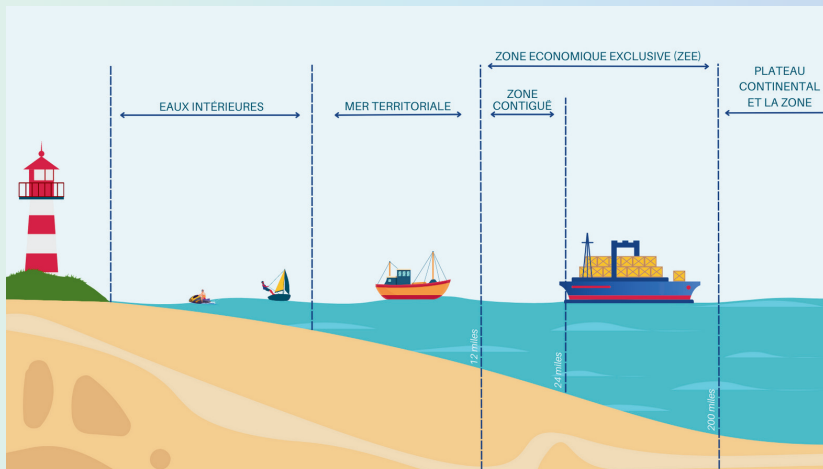 ZONE ECONOMIQUE EXCLUSIVE (ZEE)
PLATEAU
CONTINENTAL
ET LA ZONE
EAUX INTÉRIEURES
MER TERRITORIALE
ZONE
CONTIGUË
12 miles
24 miles
200 miles